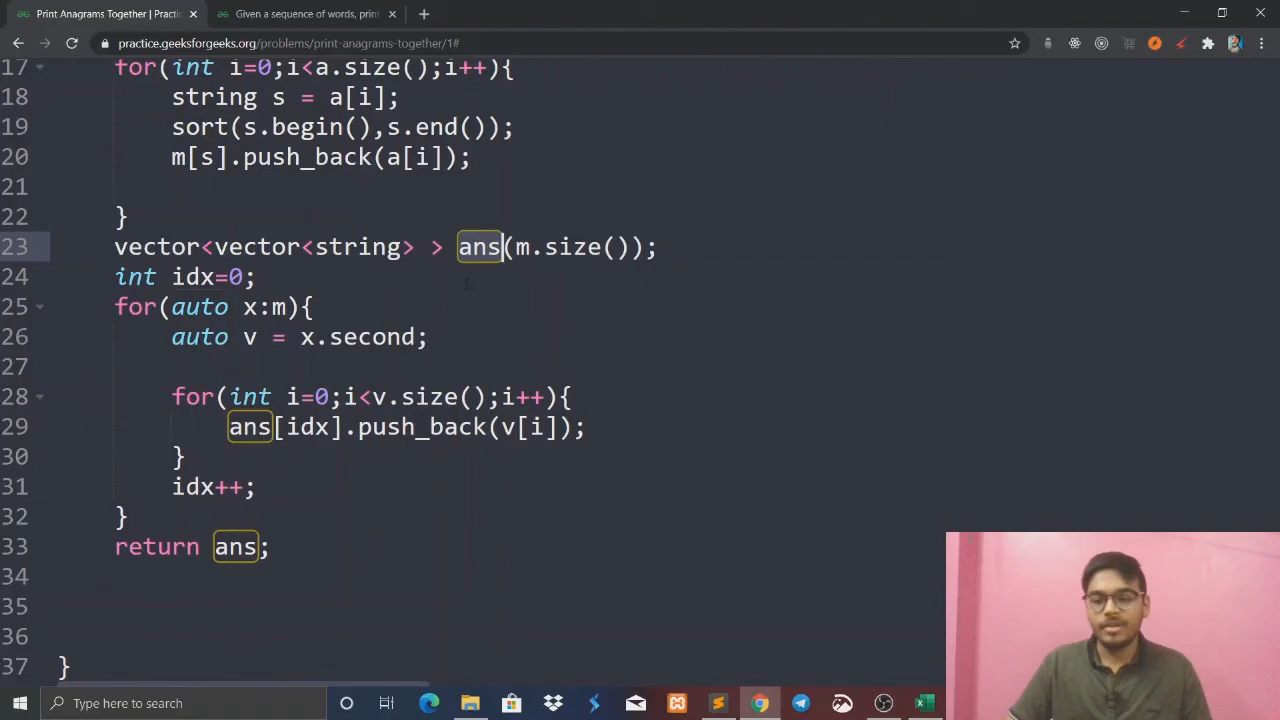 Print Anagrams Together | Practic
Given a sequence of words, print
practice.geeksforgeeks.org/problems/print-anagrams-together/1#
17 for(int i=0;i<a.size();i++){
18 string s = a[i];
19 sort(s.begin(),s.end());
20 m[s].push_back(a[i]);
21
22 }
23 vector<vector<string> > ans(m.size());
24 int idx=0;
25 for(auto x:m){
26 auto v = x.second;
27
28 for(int i=0;i<v.size();i++){
29 ans[idx].push_back(v[i]);
30 }
31 idx++;
32 }
33 return ans;
34
35
36
37 }
Type here to search